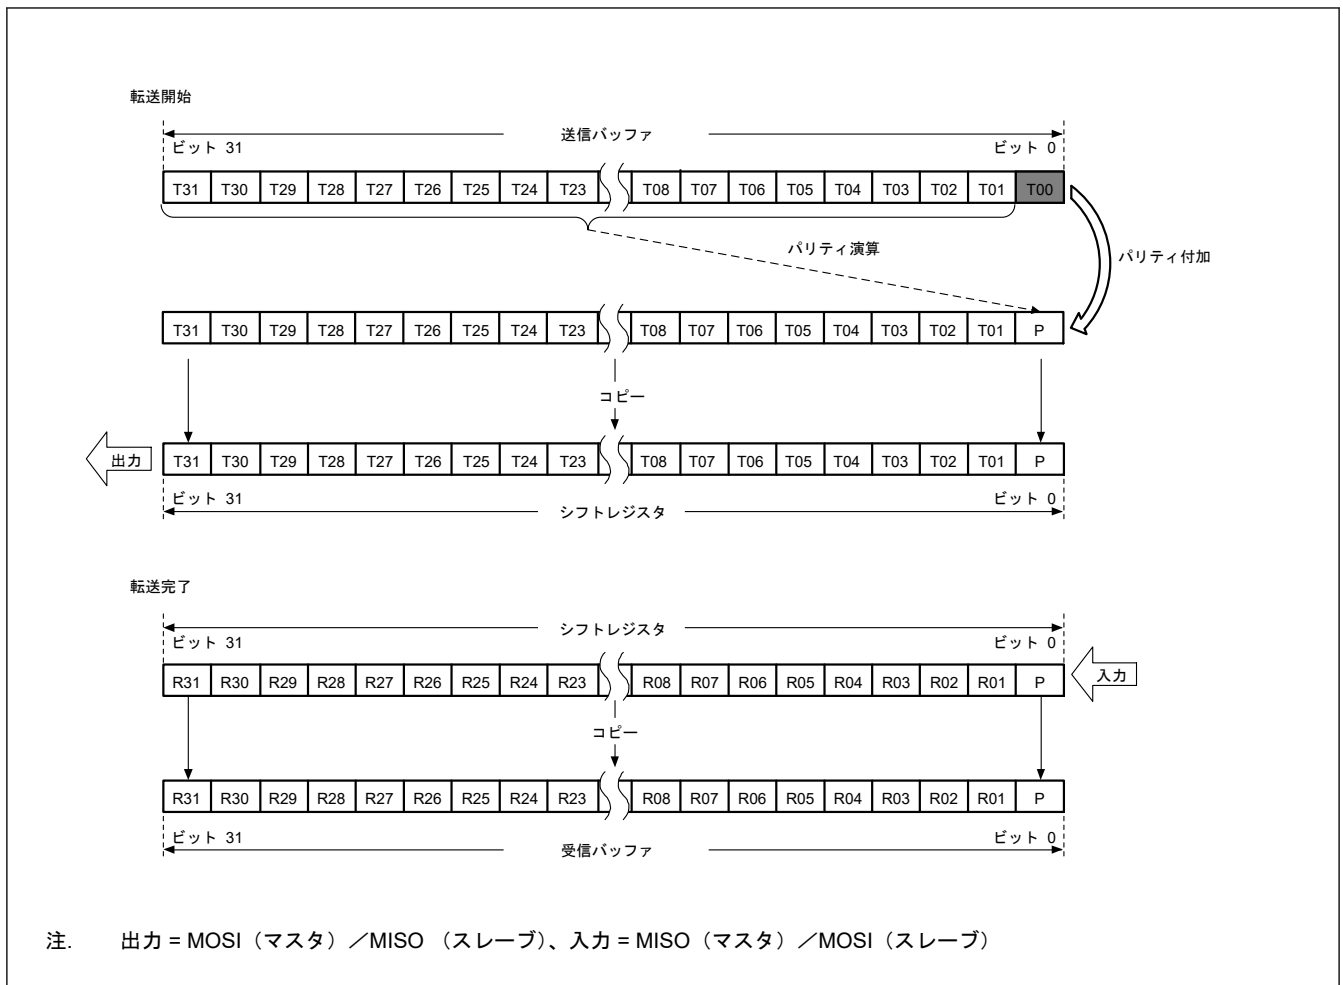 転送開始
送信バッファ
ビット 31 ビット 0
T31 T30 T29 T28 T27 T26 T25 T24 T23 T08 T07 T06 T05 T04 T03 T02 T01 T00
パリティ演算
パリティ付加
T31 T30 T29 T28 T27 T26 T25 T24 T23 T08 T07 T06 T05 T04 T03 T02 T01 P
コピー
出力
T31 T30 T29 T28 T27 T26 T25 T24 T23 T08 T07 T06 T05 T04 T03 T02 T01 P
ビット 31 ビット 0
シフトレジスタ
転送完了
シフトレジスタ
ビット 31 ビット 0
R31 R30 R29 R28 R27 R26 R25 R24 R23 R08 R07 R06 R05 R04 R03 R02 R01 P
入力
コピー
R31 R30 R29 R28 R27 R26 R25 R24 R23 R08 R07 R06 R05 R04 R03 R02 R01 P
ビット 31 ビット 0
受信バッファ
注. 出力 = MOSI（マスタ）／MISO （スレーブ）、入力 = MISO（マスタ）／MOSI（スレーブ）